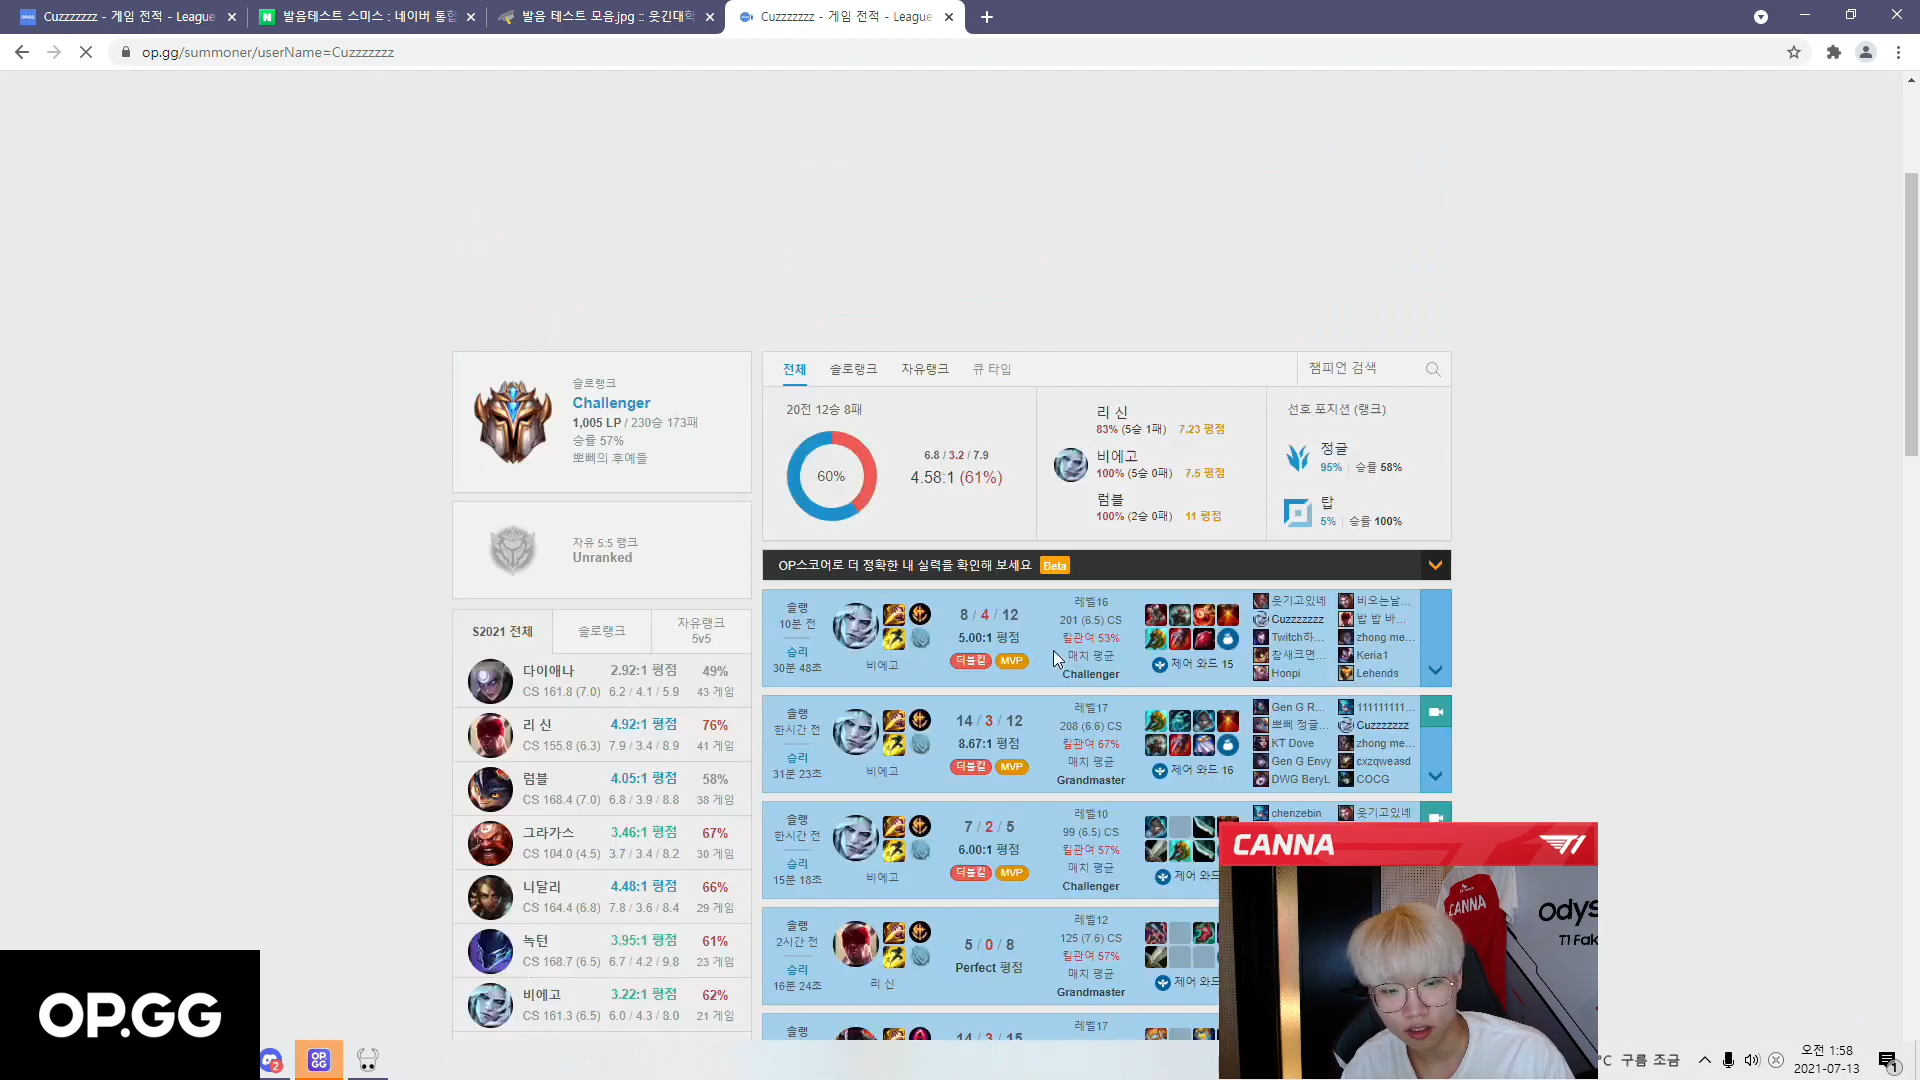 Cuzzzzzzz - 게임 전적 - League
발음테스트 스미스 : 네이버 통합
발음 테스트 모음.jpg :: 웃긴대학
Cuzzzzzzz - 게임 전적 - League
op.gg/summoner/userName=Cuzzzzzzz
솔로랭크
Challenger
1,005 LP / 230승 173패
승률 57%
뽀삐의 후예들
자유 5:5 랭크
Unranked
S2021 전체 솔로랭크 자유랭크 5v5
다이애나 2.92:1 평점 49%
CS 161.8 (7.0) 6.2 / 4.1 / 5.9 43 게임
리 신 4.92:1 평점 76%
CS 155.8 (6.3) 7.9 / 3.4 / 8.9 41 게임
럼블 4.05:1 평점 58%
CS 168.4 (7.0) 6.8 / 3.9 / 8.8 38 게임
그라가스 3.46:1 평점 67%
CS 104.0 (4.5) 3.7 / 3.4 / 8.2 30 게임
니달리 4.48:1 평점 66%
CS 164.4 (6.8) 7.8 / 3.6 / 8.4 29 게임
녹턴 3.95:1 평점 61%
CS 168.7 (6.5) 6.7 / 4.2 / 9.8 23 게임
비에고 3.22:1 평점 62%
CS 161.3 (6.5) 6.0 / 4.3 / 8.0 21 게임
전체 솔로랭크 자유랭크 큐 타입 챔피언 검색
20전 12승 8패
60%
6.8 / 3.2 / 7.9
4.58:1 (61%)
리 신
83% (5승 1패) 7.23 평점
비에고
100% (5승 0패) 7.5 평점
럼블
100% (2승 0패) 11 평점
선호 포지션 (랭크)
정글
95% 승률 58%
탑
5% 승률 100%
OP스코어로 더 정확한 내 실력을 확인해 보세요 Beta
솔랭
10분 전
승리
30분 48초
비에고
8 / 4 / 12
5.00:1 평점
더블킬 MVP
레벨16
201 (6.5) CS
킬관여 53%
매치 평균
Challenger
제어 와드 15
웃기고있네 비오는날...
Cuzzzzzzz 밥 밥 바...
Twitch하... zhong me...
참새크면... Keria1
Honpi Lehends
솔랭
한시간 전
승리
31분 23초
비에고
14 / 3 / 12
8.67:1 평점
더블킬 MVP
레벨17
208 (6.6) CS
킬관여 67%
매치 평균
Grandmaster
제어 와드 16
Gen G R... 111111111...
뽀삐 정글... Cuzzzzzzz
KT Dove zhong me...
Gen G Envy cxzqweasd
DWG BeryL COCG
솔랭
한시간 전
승리
15분 18초
비에고
7 / 2 / 5
6.00:1 평점
더블킬 MVP
레벨10
99 (6.5) CS
킬관여 57%
매치 평균
Challenger
제어 와드
chenzebin 웃기고있네
솔랭
2시간 전
승리
16분 24초
리 신
5 / 0 / 8
Perfect 평점
레벨12
125 (7.6) CS
킬관여 57%
매치 평균
Grandmaster
제어 와드
솔랭
14 / 3 / 15
레벨17
CANNA T1
CANNA
odys
T1 Fak
OP.GG
2
OP.GG
°C 구름 조금
오전 1:58
2021-07-13
1